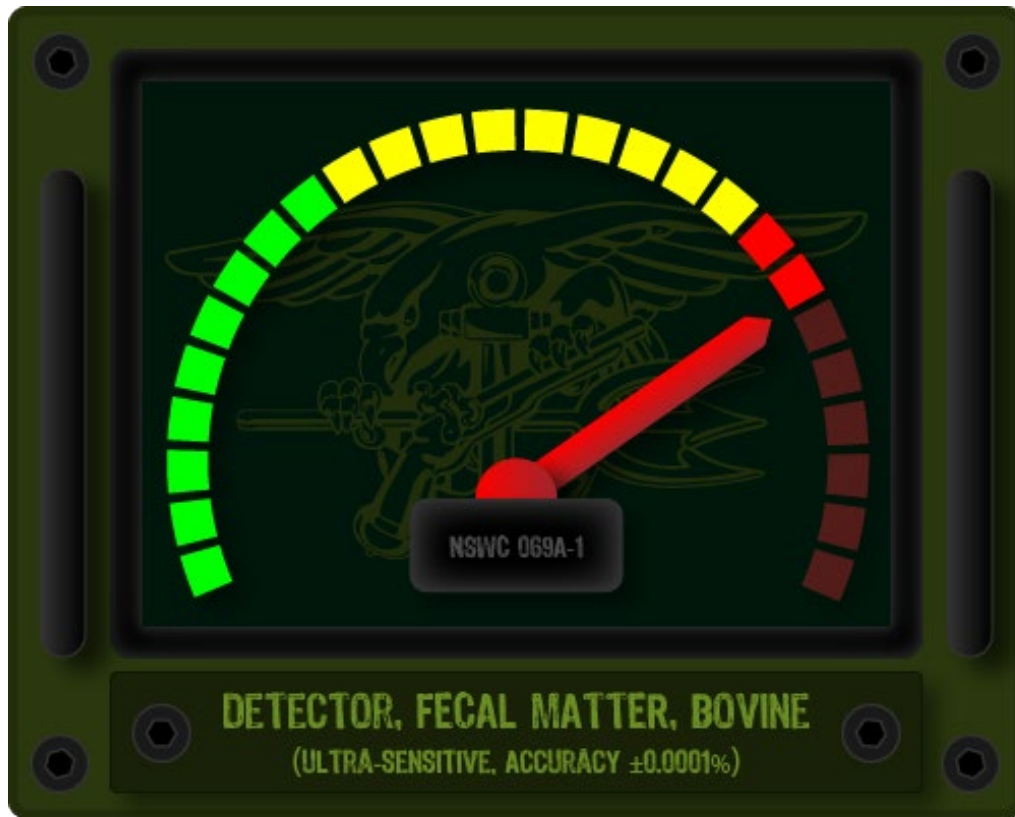 NSWC 069A-1
DETECTOR, FECAL MATTER, BOVINE
(ULTRA-SENSITIVE, ACCURACY ±0.0001%)